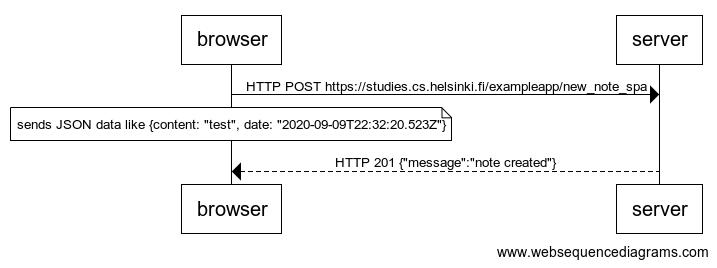 browser
server
HTTP POST https://studies.cs.helsinki.fi/exampleapp/new_note_spa
sends JSON data like {content: "test", date: "2020-09-09T22:32:20.523Z"}
HTTP 201 {"message":"note created"}
browser
server
www.websequencediagrams.com